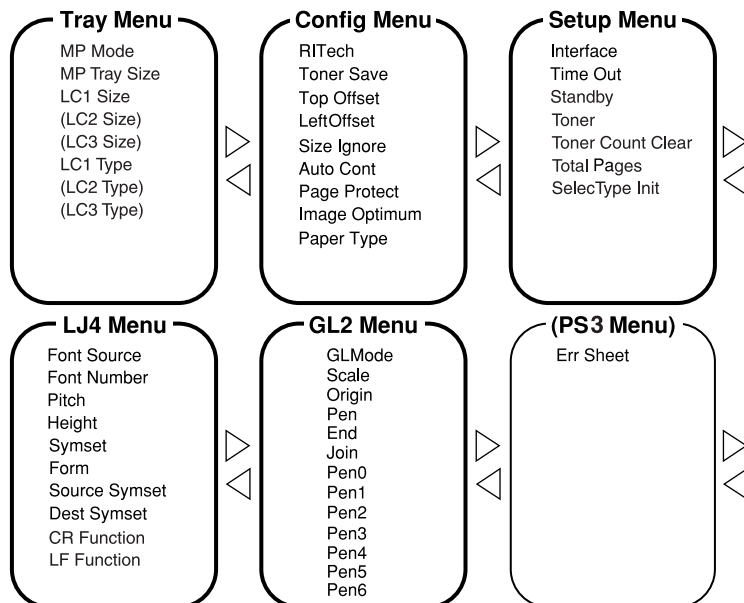 Tray Menu
MP Mode
MP Tray Size
LC1 Size
(LC2 Size)
(LC3 Size)
LC1 Type
(LC2 Type)
(LC3 Type)
Config Menu
RITech
Toner Save
Top Offset
LeftOffset
Size Ignore
Auto Cont
Page Protect
Image Optimum
Paper Type
Setup Menu
Interface
Time Out
Standby
Toner
Toner Count Clear
Total Pages
SelecType Init
LJ4 Menu
Font Source
Font Number
Pitch
Height
Symset
Form
Source Symset
Dest Symset
CR Function
LF Function
GL2 Menu
GLMode
Scale
Origin
Pen
End
Join
Pen0
Pen1
Pen2
Pen3
Pen4
Pen5
Pen6
(PS3 Menu)
Err Sheet